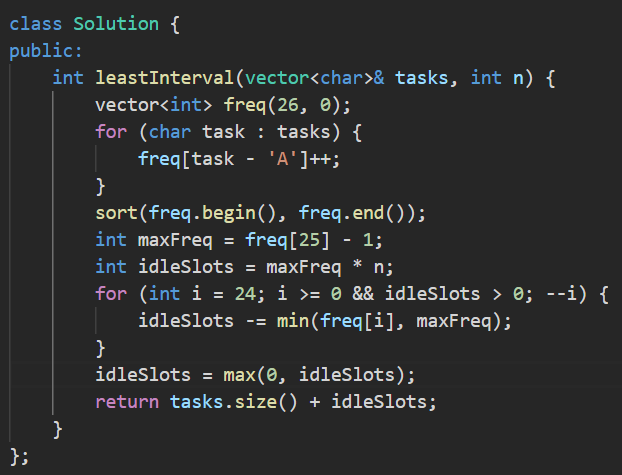 class Solution {
public:
    int leastInterval(vector<char>& tasks, int n) {
        vector<int> freq(26, 0);
        for (char task : tasks) {
            freq[task - 'A']++;
        }
        sort(freq.begin(), freq.end());
        int maxFreq = freq[25] - 1;
        int idleSlots = maxFreq * n;
        for (int i = 24; i >= 0 && idleSlots > 0; --i) {
            idleSlots -= min(freq[i], maxFreq);
        }
        idleSlots = max(0, idleSlots);
        return tasks.size() + idleSlots;
    }
};